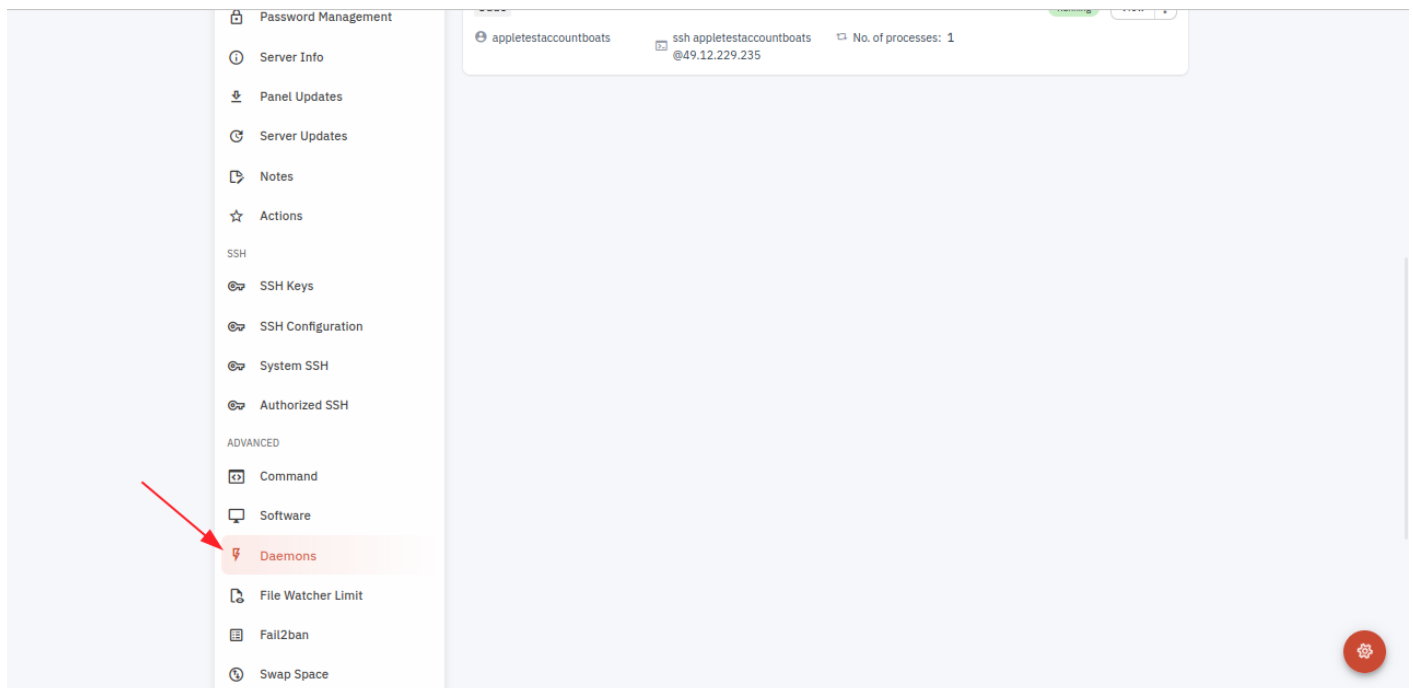 Password Management
appletestaccountboats
ssh appletestaccountboats
@49.12.229.235
No. of processes: 1
Server Info
Panel Updates
Server Updates
Notes
Actions
SSH
SSH Keys
SSH Configuration
System SSH
Authorized SSH
ADVANCED
Command
Software
Daemons
File Watcher Limit
Fail2ban
Swap Space